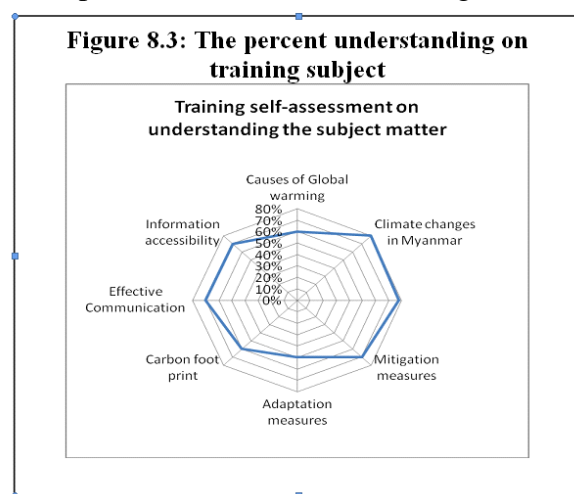 Figure 8.3: The percent understanding on
training subject
Training self-assessment on
understanding the subject matter
Causes of Global
warming
80%
70%
60%
50%
40%
30%
20%
10%
0%
Climate changes
in Myanmar
Mitigation
measures
Adaptation
measures
Carbon foot
print
Effective
Communication
Information
accessibility